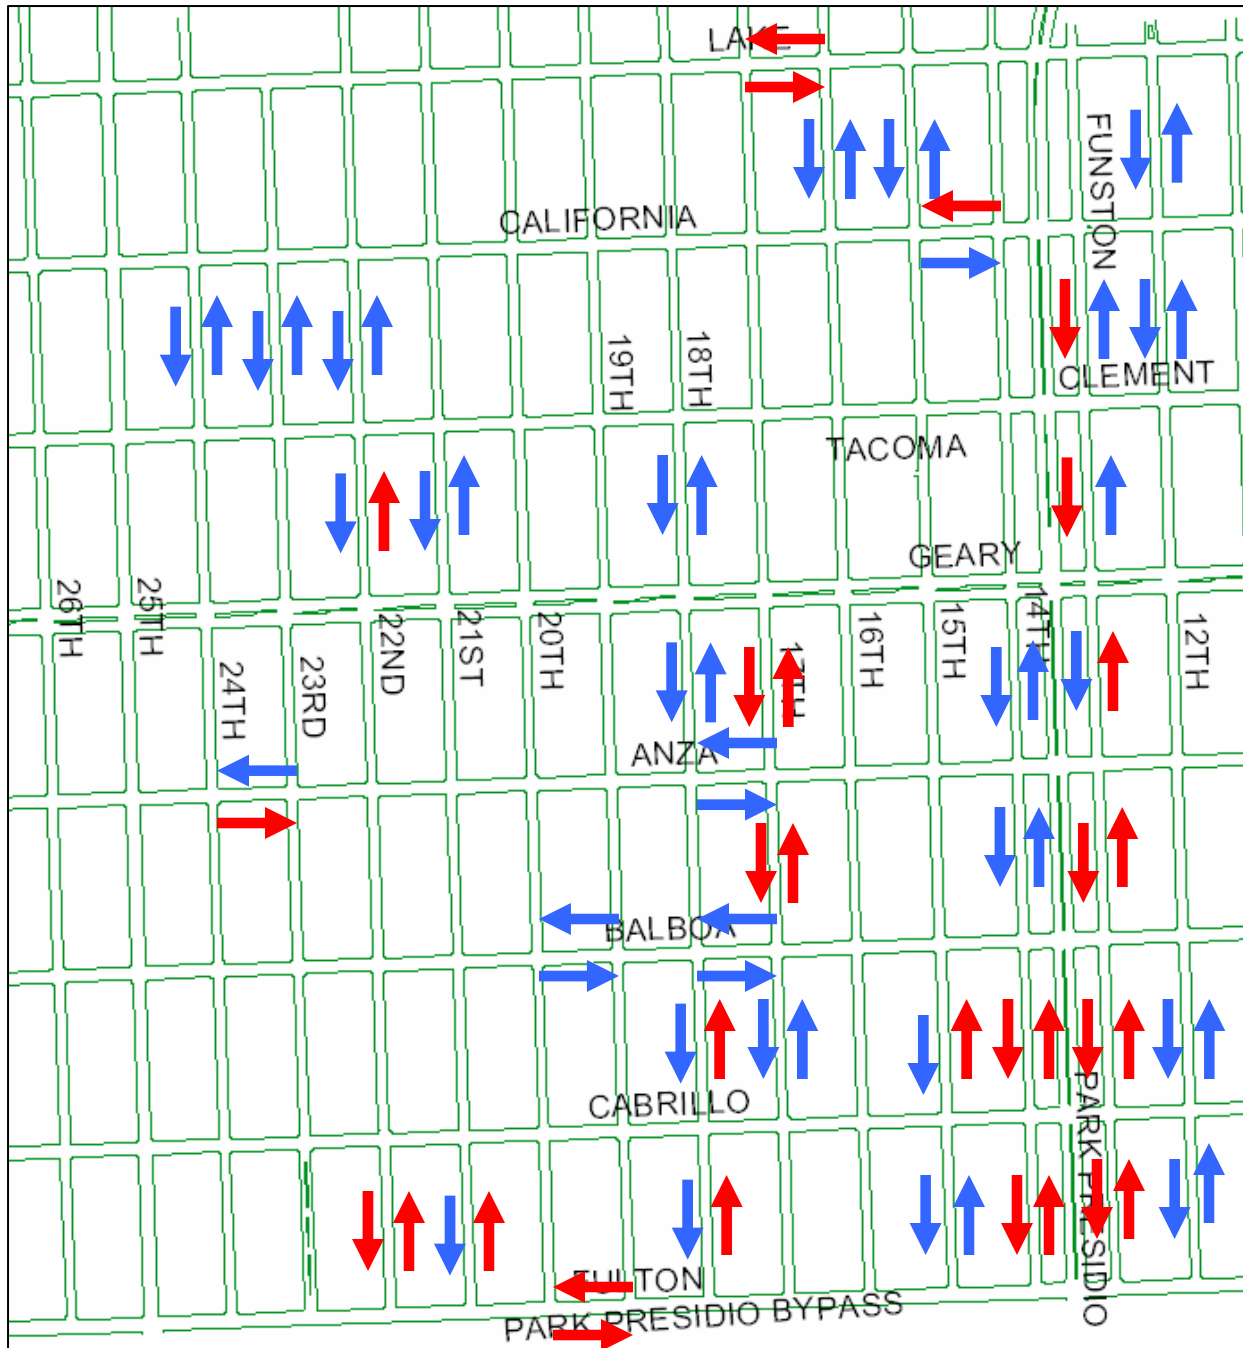 LAKE
FUNSTON
CALIFORNIA
19TH
18TH
CLEMENT
TACOMA
GEARY
26TH
25TH
24TH
23RD
22ND
21ST
20TH
17TH
16TH
15TH
14TH
12TH
ANZA
BALBOA
CABRILLO
PARK PRESIDIO
FULTON
PARK PRESIDIO BYPASS